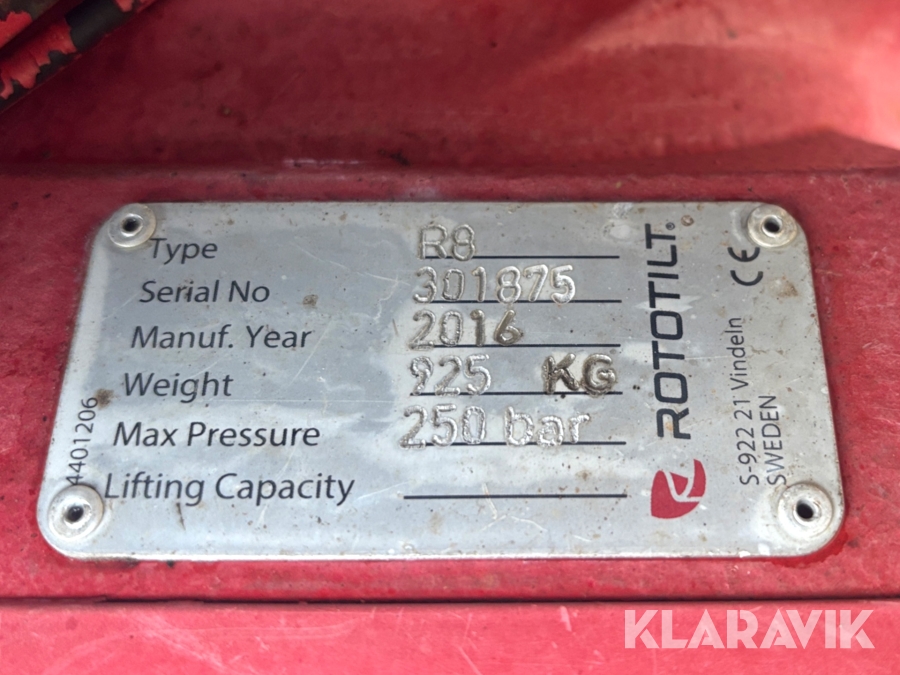 Type R8
Serial No 301875
Manuf. Year 2016
Weight 925 KG
Max Pressure 250 bar
Lifting Capacity
4401206
ROTOTILT®
S-922 21 Vindeln
SWEDEN
CE
KLARAVIK